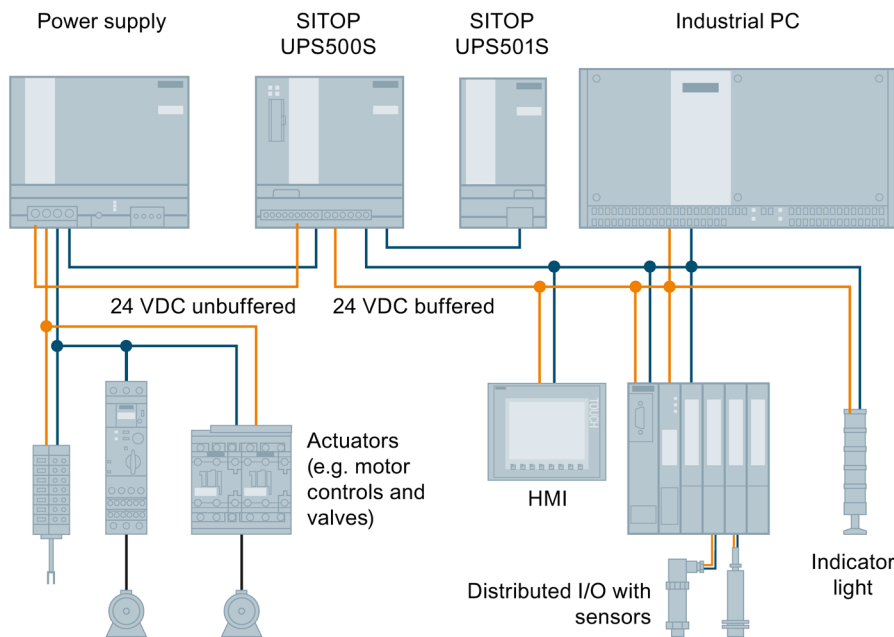 Power supply
SITOP
UPS500S
SITOP
UPS501S
Industrial PC
24 VDC unbuffered
24 VDC buffered
Actuators
(e.g. motor
controls and
valves)
TOUCH
HMI
Distributed I/O with
sensors
Indicator
light